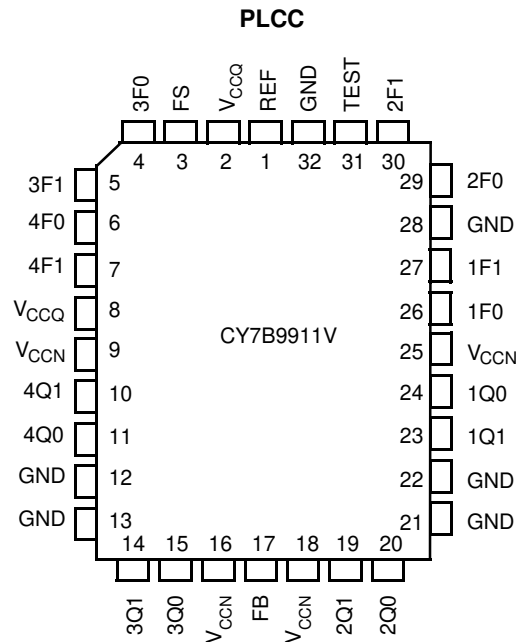 PLCC
3F0 FS VCCQ REF GND TEST 2F1
4 3 2 1 32 31 30
3F1 5 29 2F0
4F0 6 28 GND
4F1 7 27 1F1
VCCQ 8 26 1F0
CY7B9911V
VCCN 9 25 VCCN
4Q1 10 24 1Q0
4Q0 11 23 1Q1
GND 12 22 GND
GND 13 21 GND
14 15 16 17 18 19 20
3Q1 3Q0 VCCN FB VCCN 2Q1 2Q0